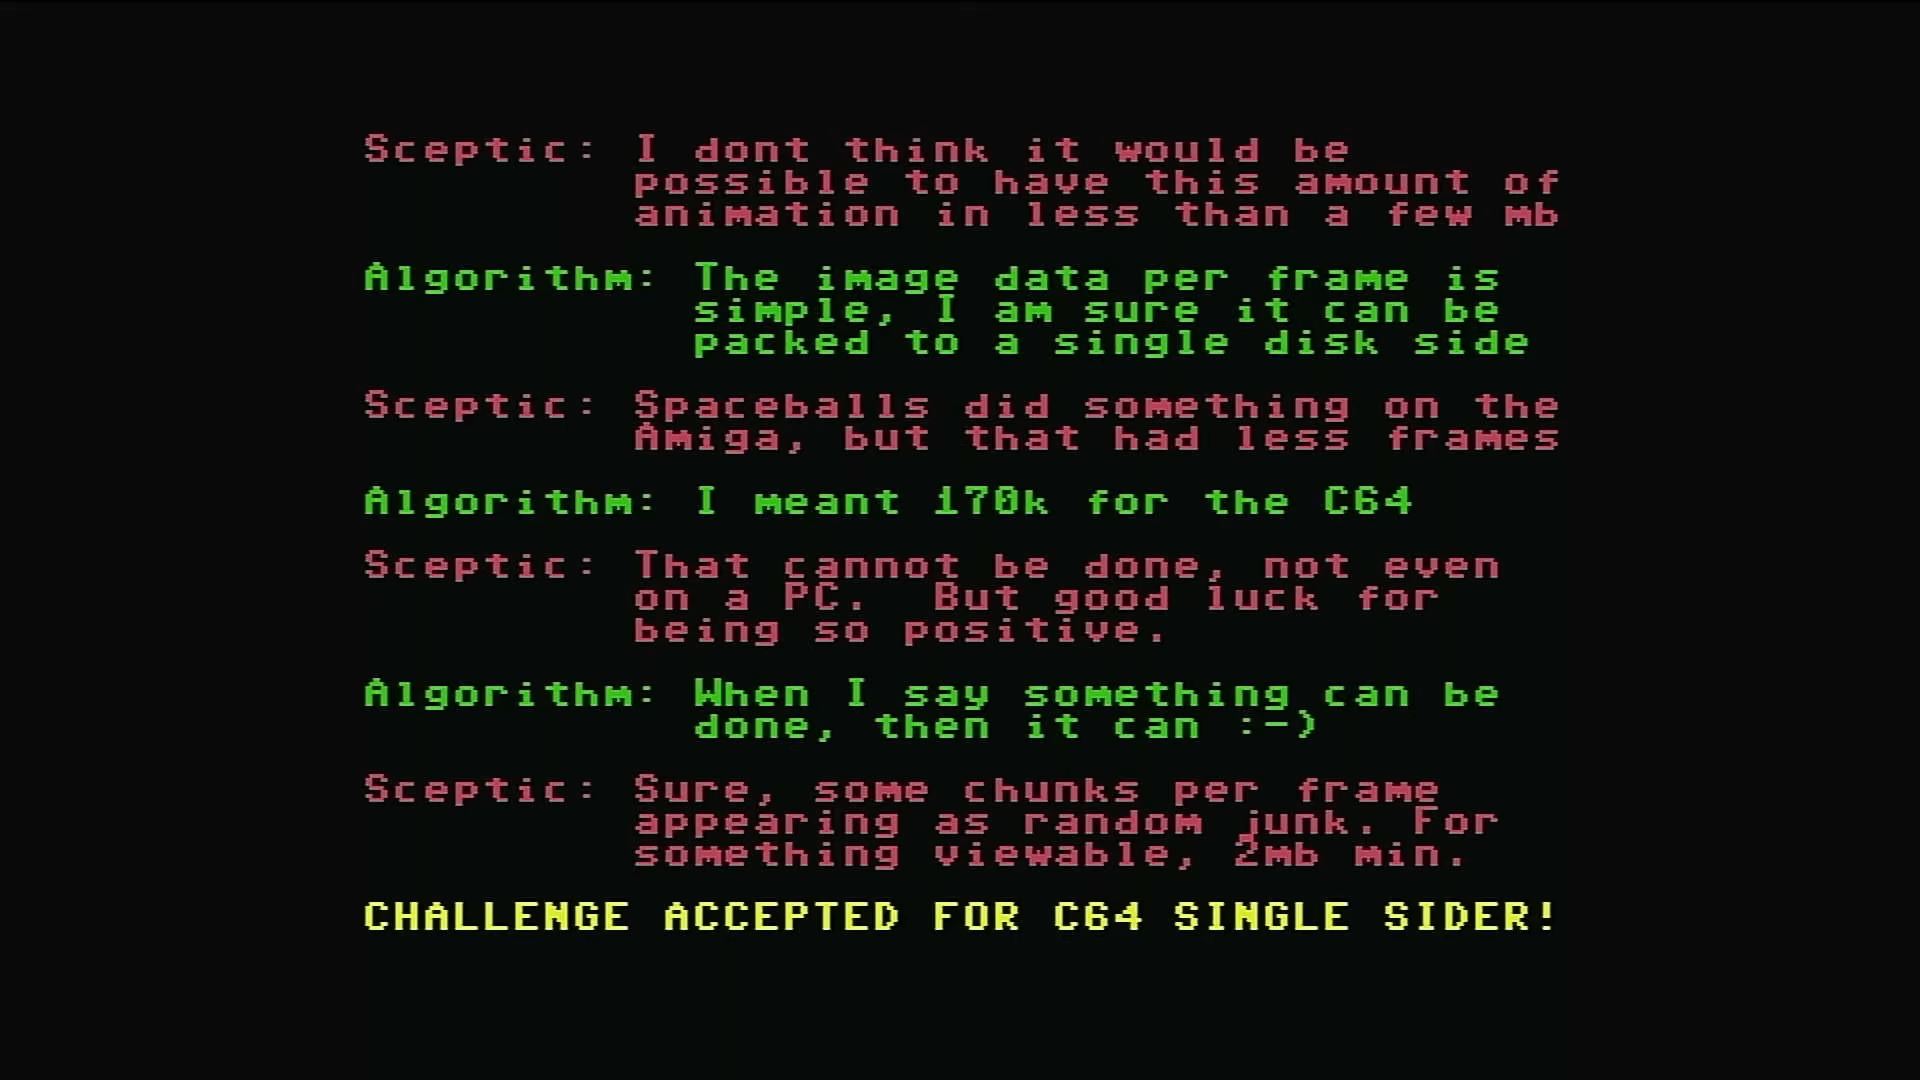 Sceptic: I dont think it would be
possible to have this amount of
animation in less than a few mb
Algorithm: The image data per frame is
simple, I am sure it can be
packed to a single disk side
Sceptic: Spaceballs did something on the
Amiga, but that had less frames
Algorithm: I meant 170k for the C64
Sceptic: That cannot be done, not even
on a PC.  But good luck for
being so positive.
Algorithm: When I say something can be
done, then it can :-)
Sceptic: Sure, some chunks per frame
appearing as random junk. For
something viewable, 2mb min.
CHALLENGE ACCEPTED FOR C64 SINGLE SIDER!